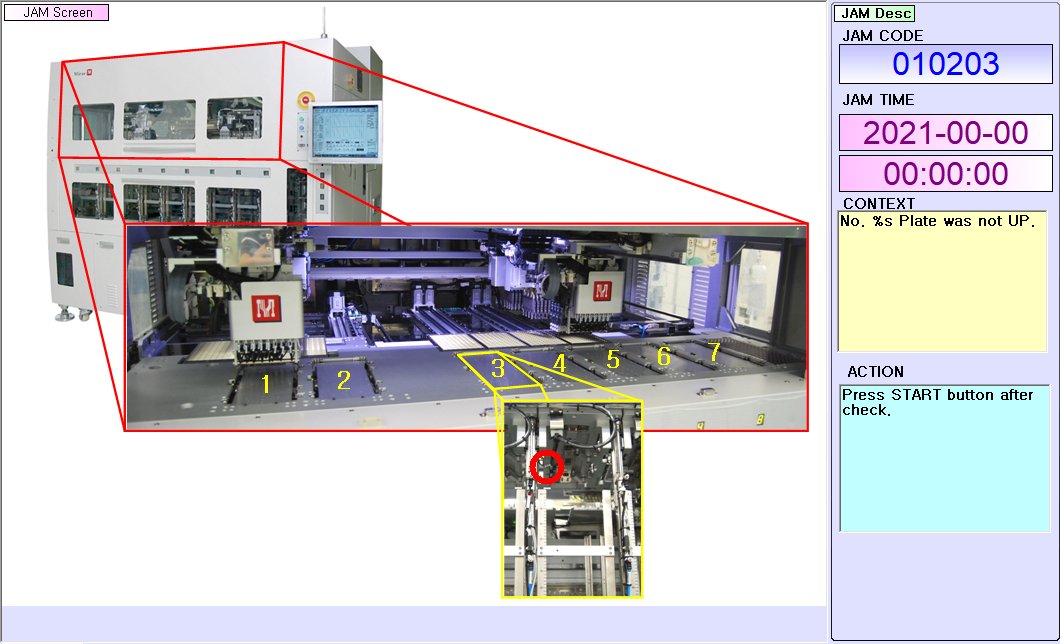 JAM Screen
JAM Desc
JAM CODE
010203
JAM TIME
2021-00-00
00:00:00
CONTEXT
No. %s Plate was not UP.
ACTION
Press START button after
check.
1
2
3
4
5
6
7